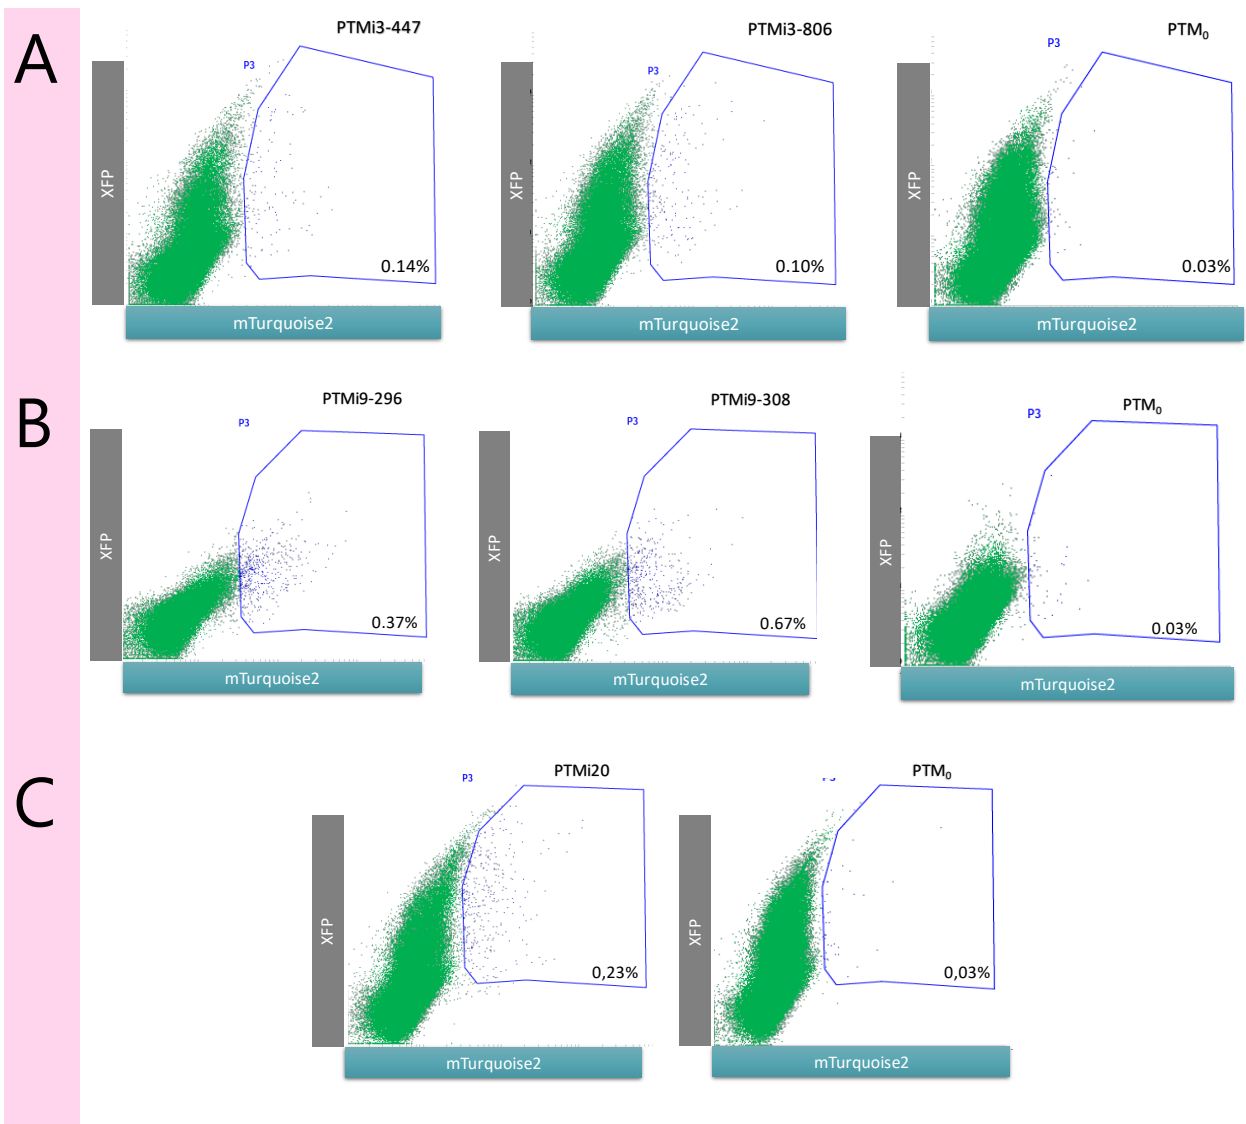 A
PTMi3-447
P3
XFP
0.14%
mTurquoise2
PTMi3-806
P3
XFP
0.10%
mTurquoise2
PTM₀
P3
XFP
0.03%
mTurquoise2
B
PTMi9-296
P3
XFP
0.37%
mTurquoise2
PTMi9-308
P3
XFP
0.67%
mTurquoise2
PTM₀
P3
XFP
0.03%
mTurquoise2
C
PTMi20
P3
XFP
0,23%
mTurquoise2
PTM₀
XFP
0,03%
mTurquoise2